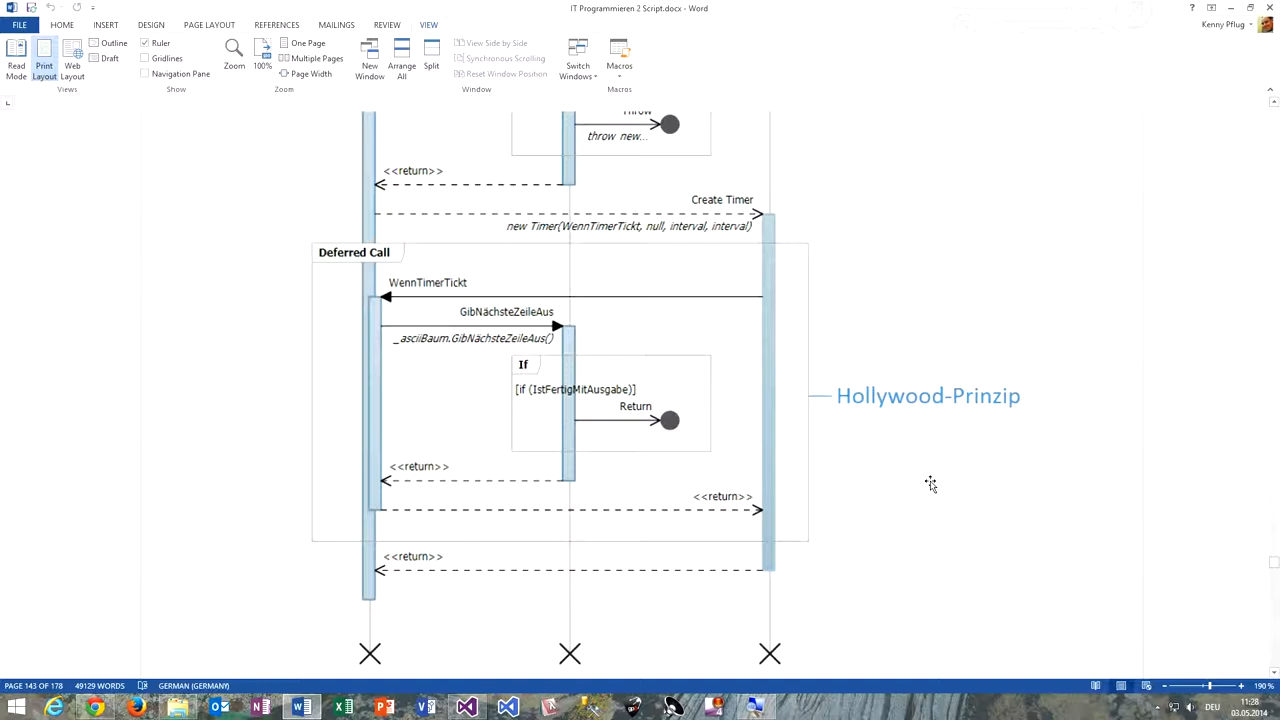 IT Programmieren 2 Script.docx - Word
Kenny Pflug
FILE HOME INSERT DESIGN PAGE LAYOUT REFERENCES MAILINGS REVIEW VIEW
Read Mode
Print Layout
Web Layout
Outline
Draft
Views
Ruler
Gridlines
Navigation Pane
Show
Zoom
100%
One Page
Multiple Pages
Page Width
Zoom
New Window
Arrange All
Split
View Side by Side
Synchronous Scrolling
Reset Window Position
Window
Switch Windows
Macros
Macros
Throw
throw new...
<<return>>
Create Timer
new Timer(WennTimerTickt, null, interval, interval)
Deferred Call
WennTimerTickt
GibNächsteZeileAus
_asciiBaum.GibNächsteZeileAus()
If
[if (IstFertigMitAusgabe)]
Return
Hollywood-Prinzip
<<return>>
<<return>>
<<return>>
PAGE 143 OF 178 49129 WORDS GERMAN (GERMANY)
190 %
DEU
11:28
03.05.2014